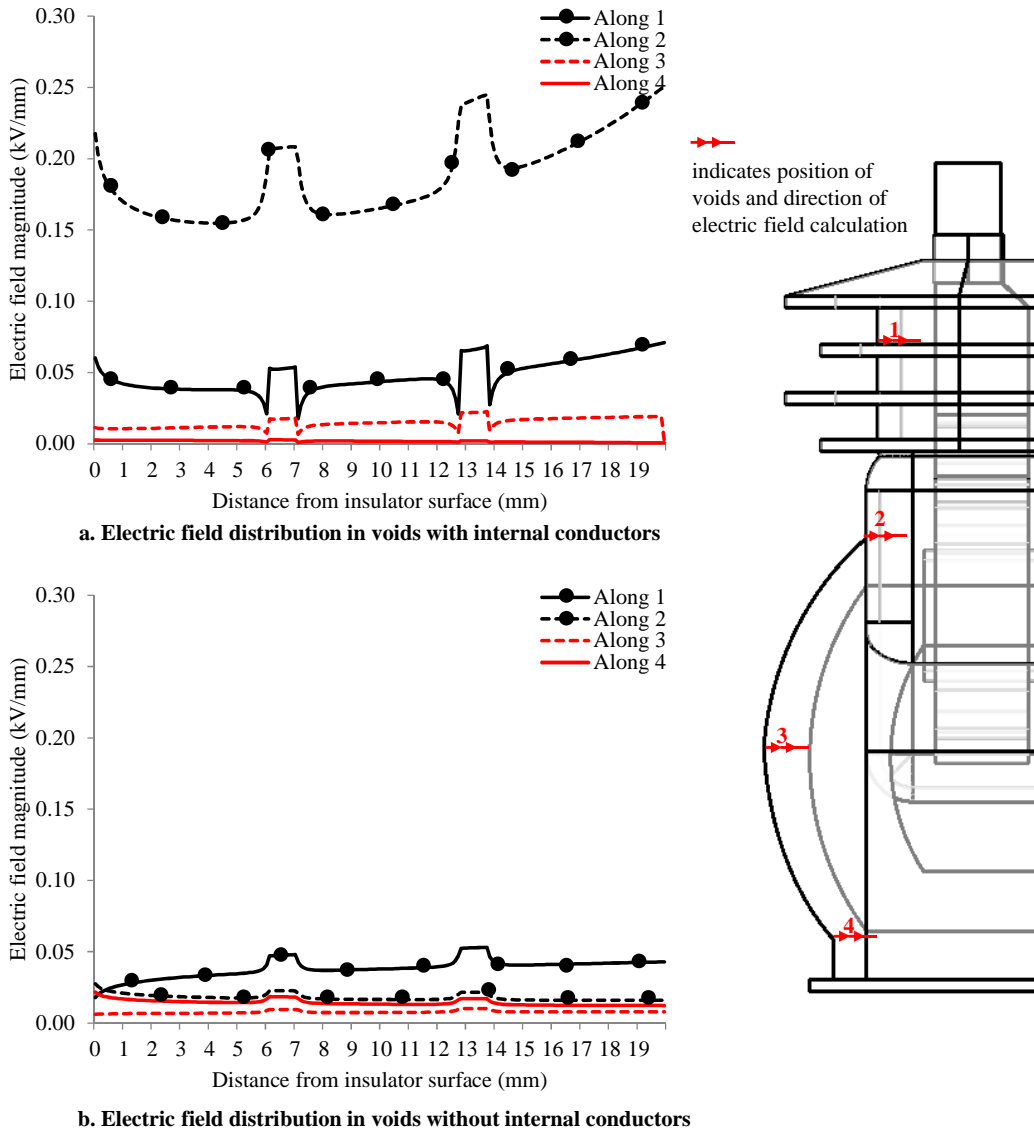 0.30
0.25
0.20
0.15
0.10
0.05
0.00
Electric field magnitude (kV/mm)
Along 1
Along 2
Along 3
Along 4
0 1 2 3 4 5 6 7 8 9 10 11 12 13 14 15 16 17 18 19
Distance from insulator surface (mm)
a. Electric field distribution in voids with internal conductors
0.30
0.25
0.20
0.15
0.10
0.05
0.00
Electric field magnitude (kV/mm)
Along 1
Along 2
Along 3
Along 4
0 1 2 3 4 5 6 7 8 9 10 11 12 13 14 15 16 17 18 19
Distance from insulator surface (mm)
b. Electric field distribution in voids without internal conductors
indicates position of
voids and direction of
electric field calculation
1
2
3
4